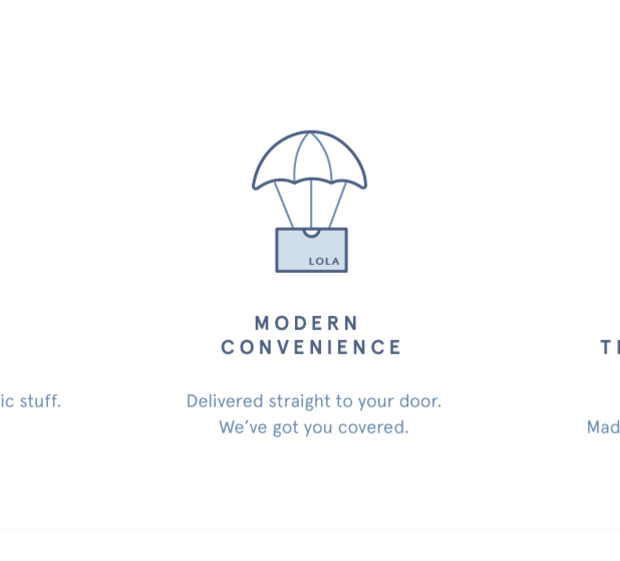 LOLA
MODERN
CONVENIENCE
ic stuff.
Delivered straight to your door.
We’ve got you covered.
Mad